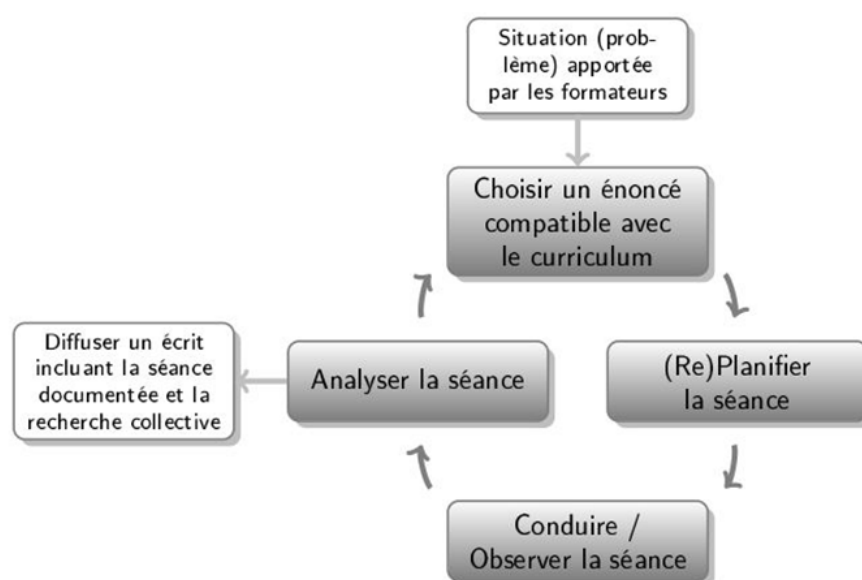 Situation (prob-
lème) apportée
par les formateurs
Choisir un énoncé
compatible avec
le curriculum
Diffuser un écrit
incluant la séance
documentée et la
recherche collective
Analyser la séance
(Re)Planifier
la séance
Conduire /
Observer la séance